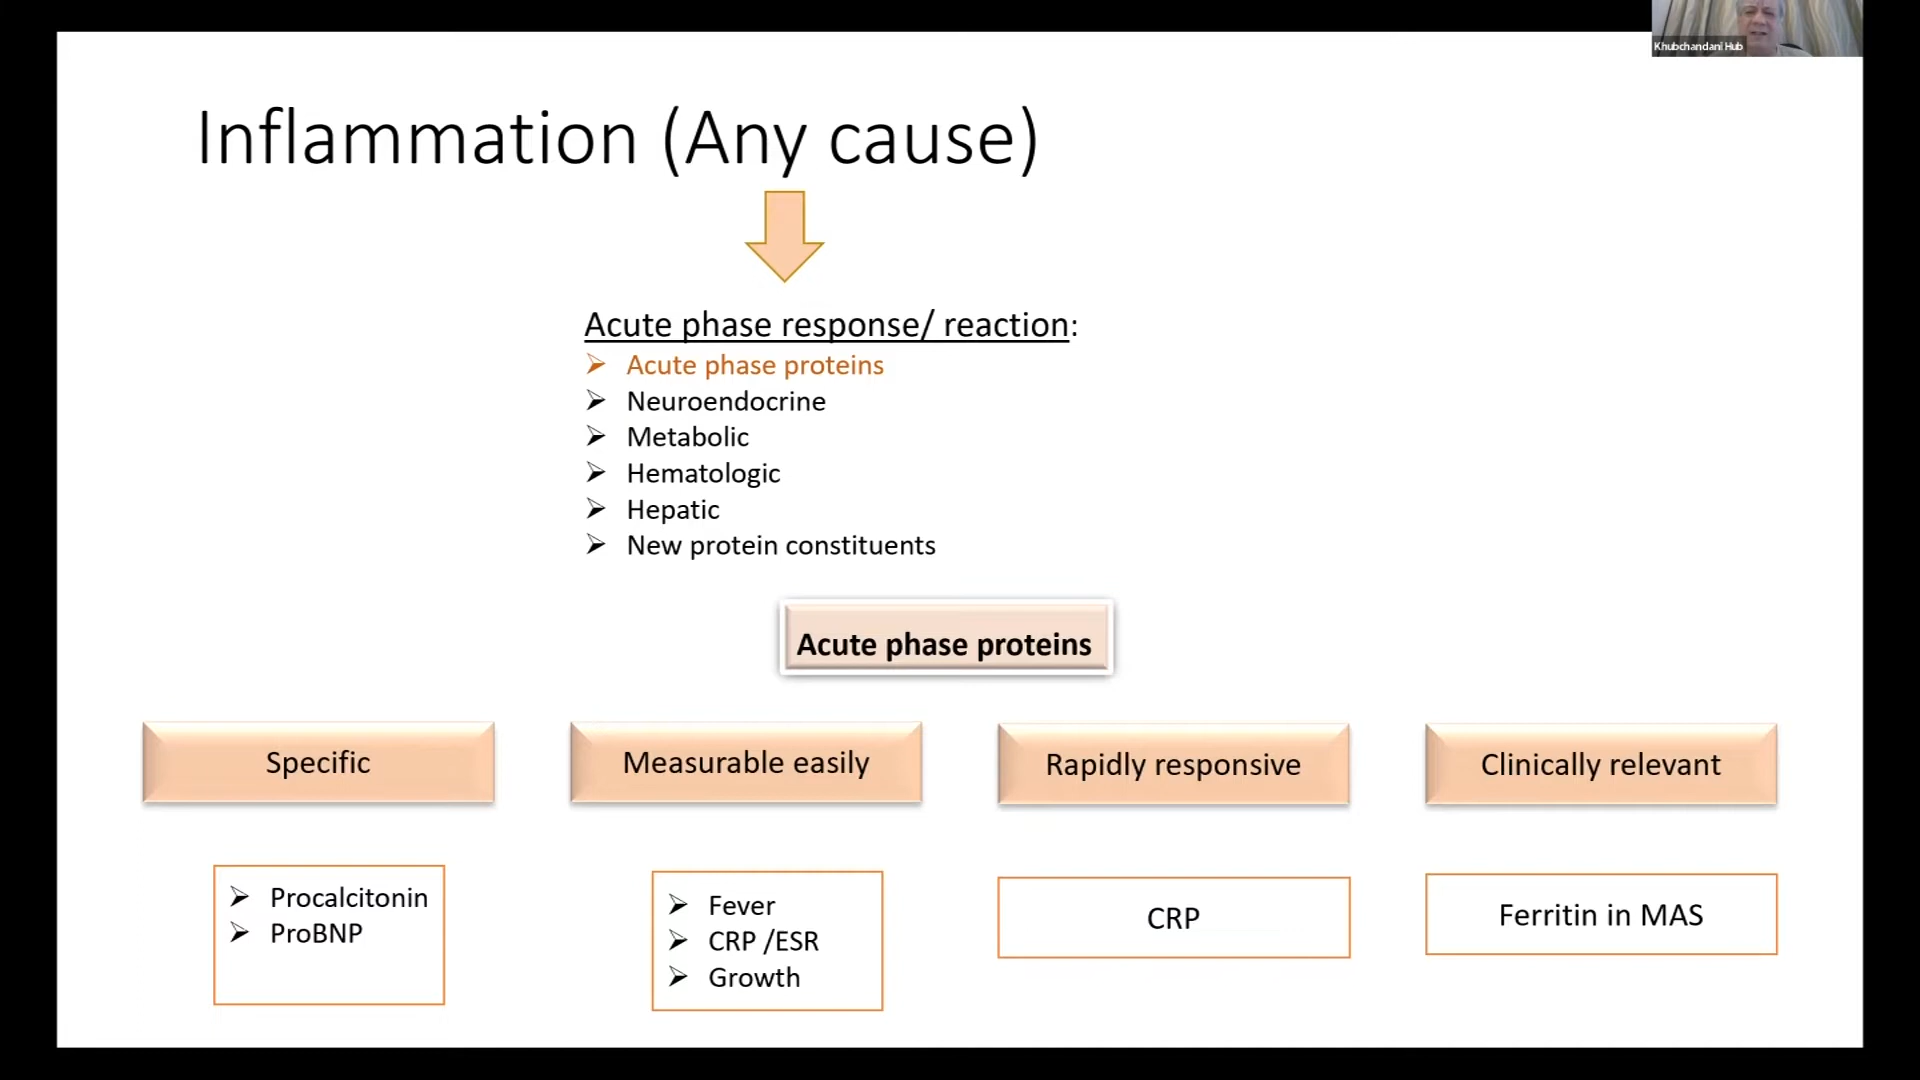 Khubchandani Hub
Inflammation (Any cause)
Acute phase response/ reaction:
Acute phase proteins
Neuroendocrine
Metabolic
Hematologic
Hepatic
New protein constituents
Acute phase proteins
Specific
Measurable easily
Rapidly responsive
Clinically relevant
Procalcitonin
ProBNP
Fever
CRP /ESR
Growth
CRP
Ferritin in MAS